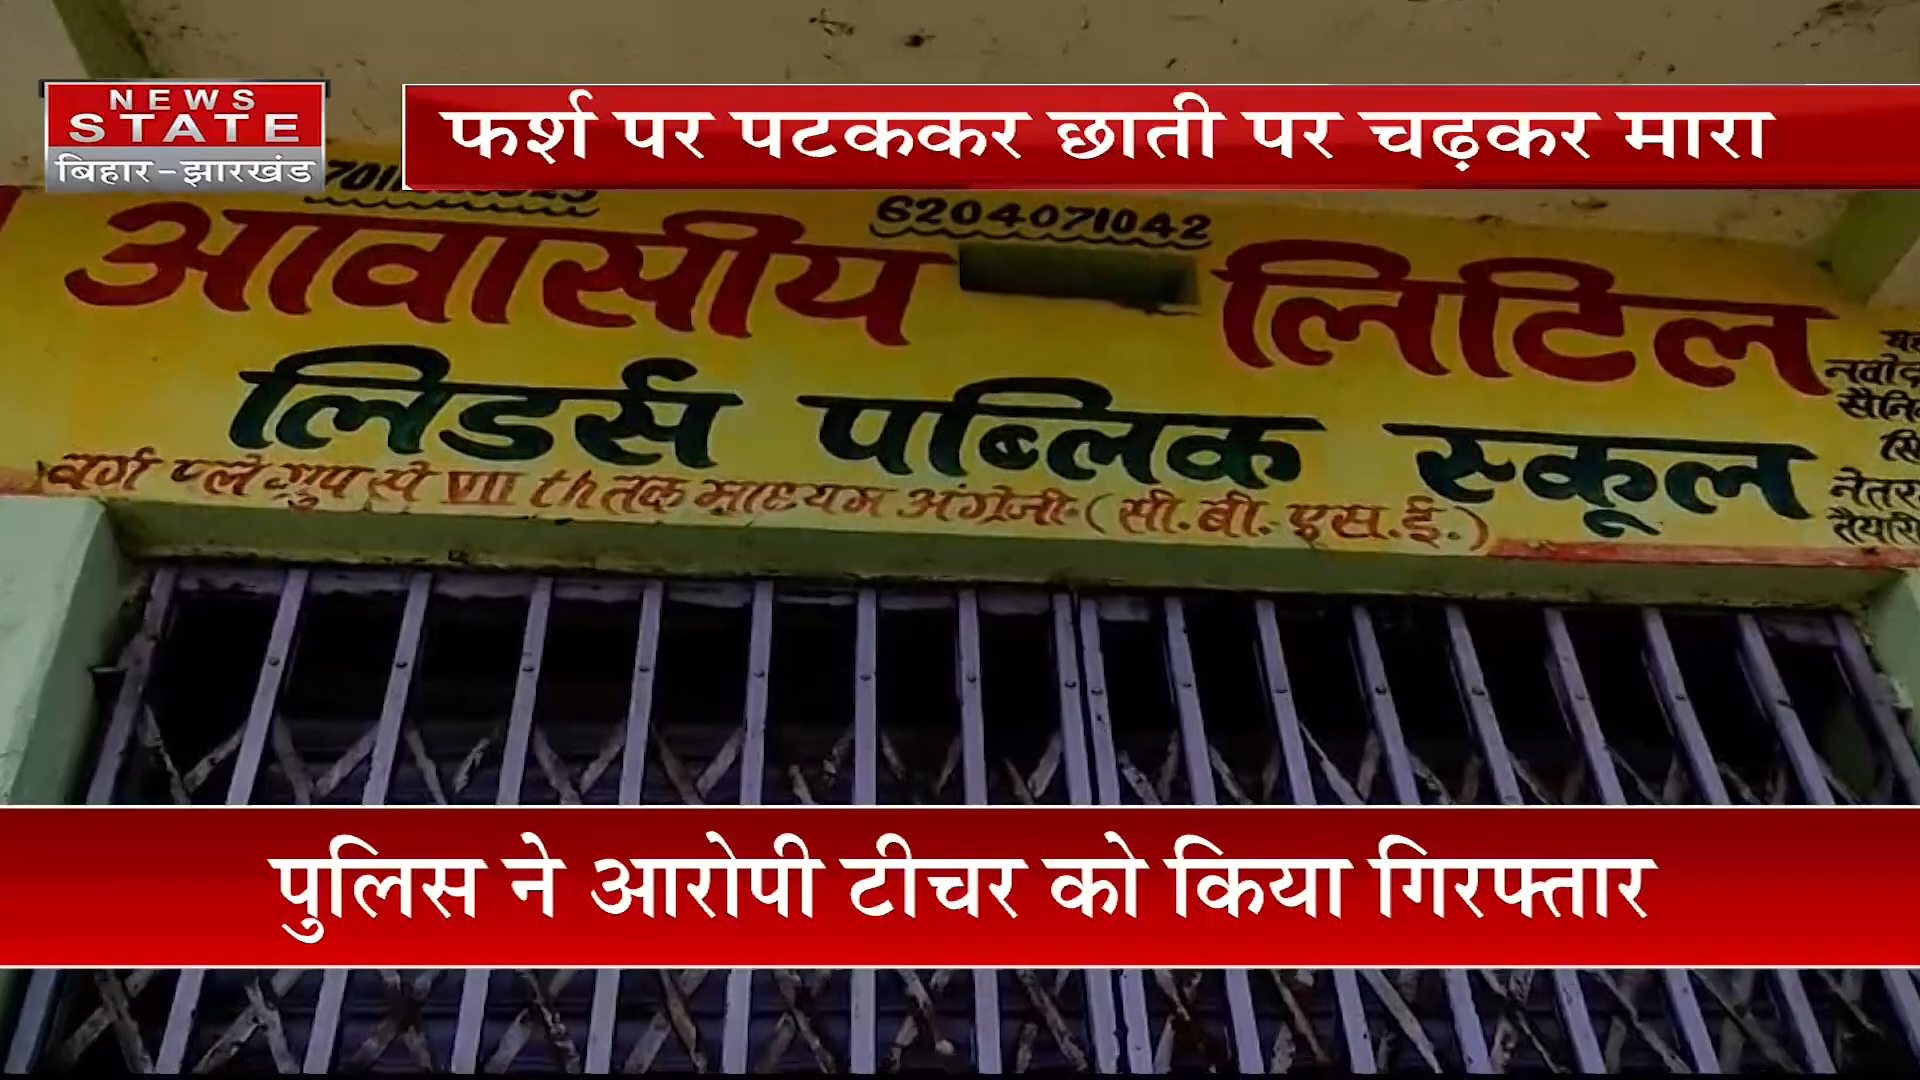 NEWS
STATE
बिहार-झारखंड
फर्श पर पटककर छाती पर चढ़कर मारा
6204071042
आवासीय लिटिल
लिडर्स पब्लिक स्कूल
वर्ग प्ले ग्रुप से VII th तक माध्यम अंग्रेजी (सी.बी.एस.ई.)
पुलिस ने आरोपी टीचर को किया गिरफ्तार